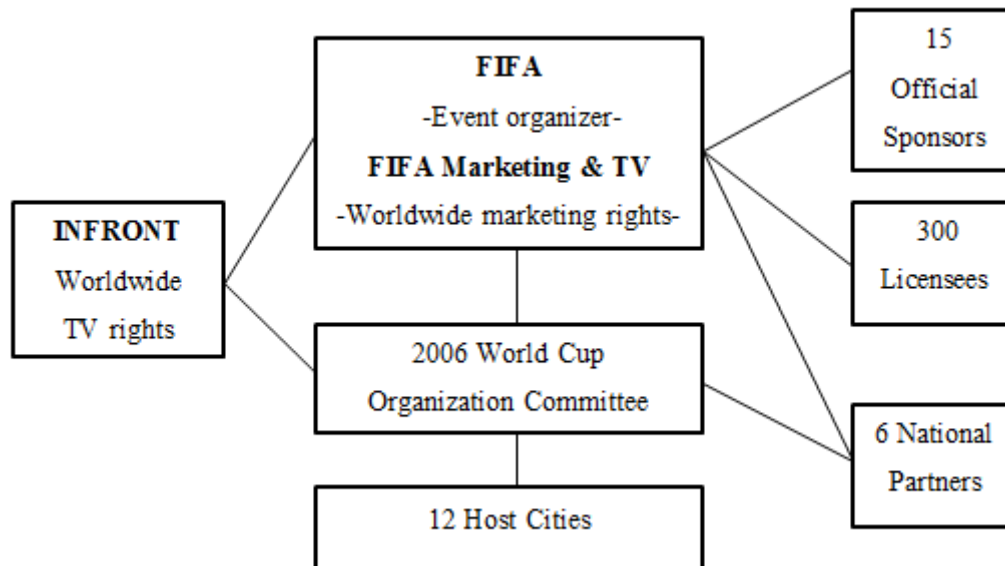 FIFA
-Event organizer-
FIFA Marketing & TV
-Worldwide marketing rights-
15
Official
Sponsors
INFRONT
Worldwide
TV rights
300
Licensees
2006 World Cup
Organization Committee
6 National
Partners
12 Host Cities